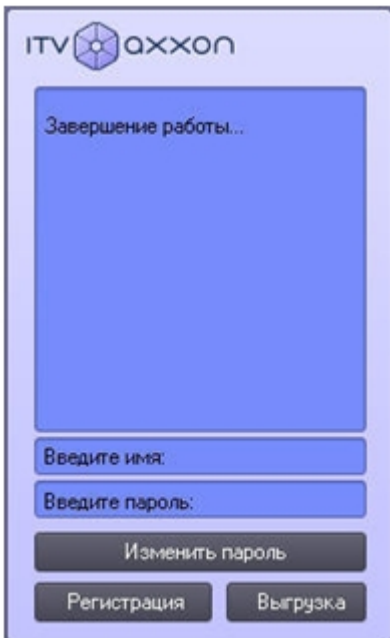 ITV axxon
Завершение работы...
Введите имя:
Введите пароль:
Изменить пароль
Регистрация Выгрузка